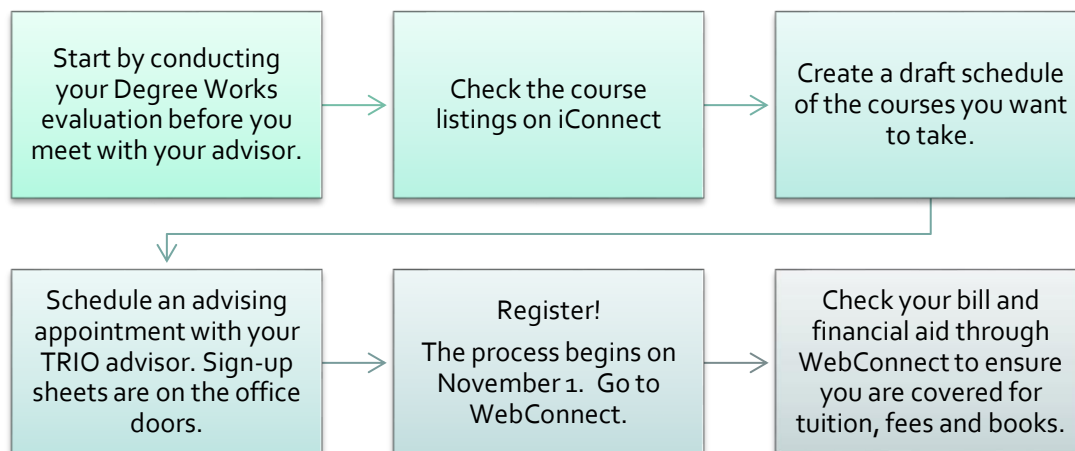 Start by conducting
your Degree Works
evaluation before you
meet with your advisor.
Check the course
listings on iConnect
Create a draft schedule
of the courses you want
to take.
Schedule an advising
appointment with your
TRIO advisor. Sign-up
sheets are on the office
doors.
Register!
The process begins on
November 1.  Go to
WebConnect.
Check your bill and
financial aid through
WebConnect to ensure
you are covered for
tuition, fees and books.